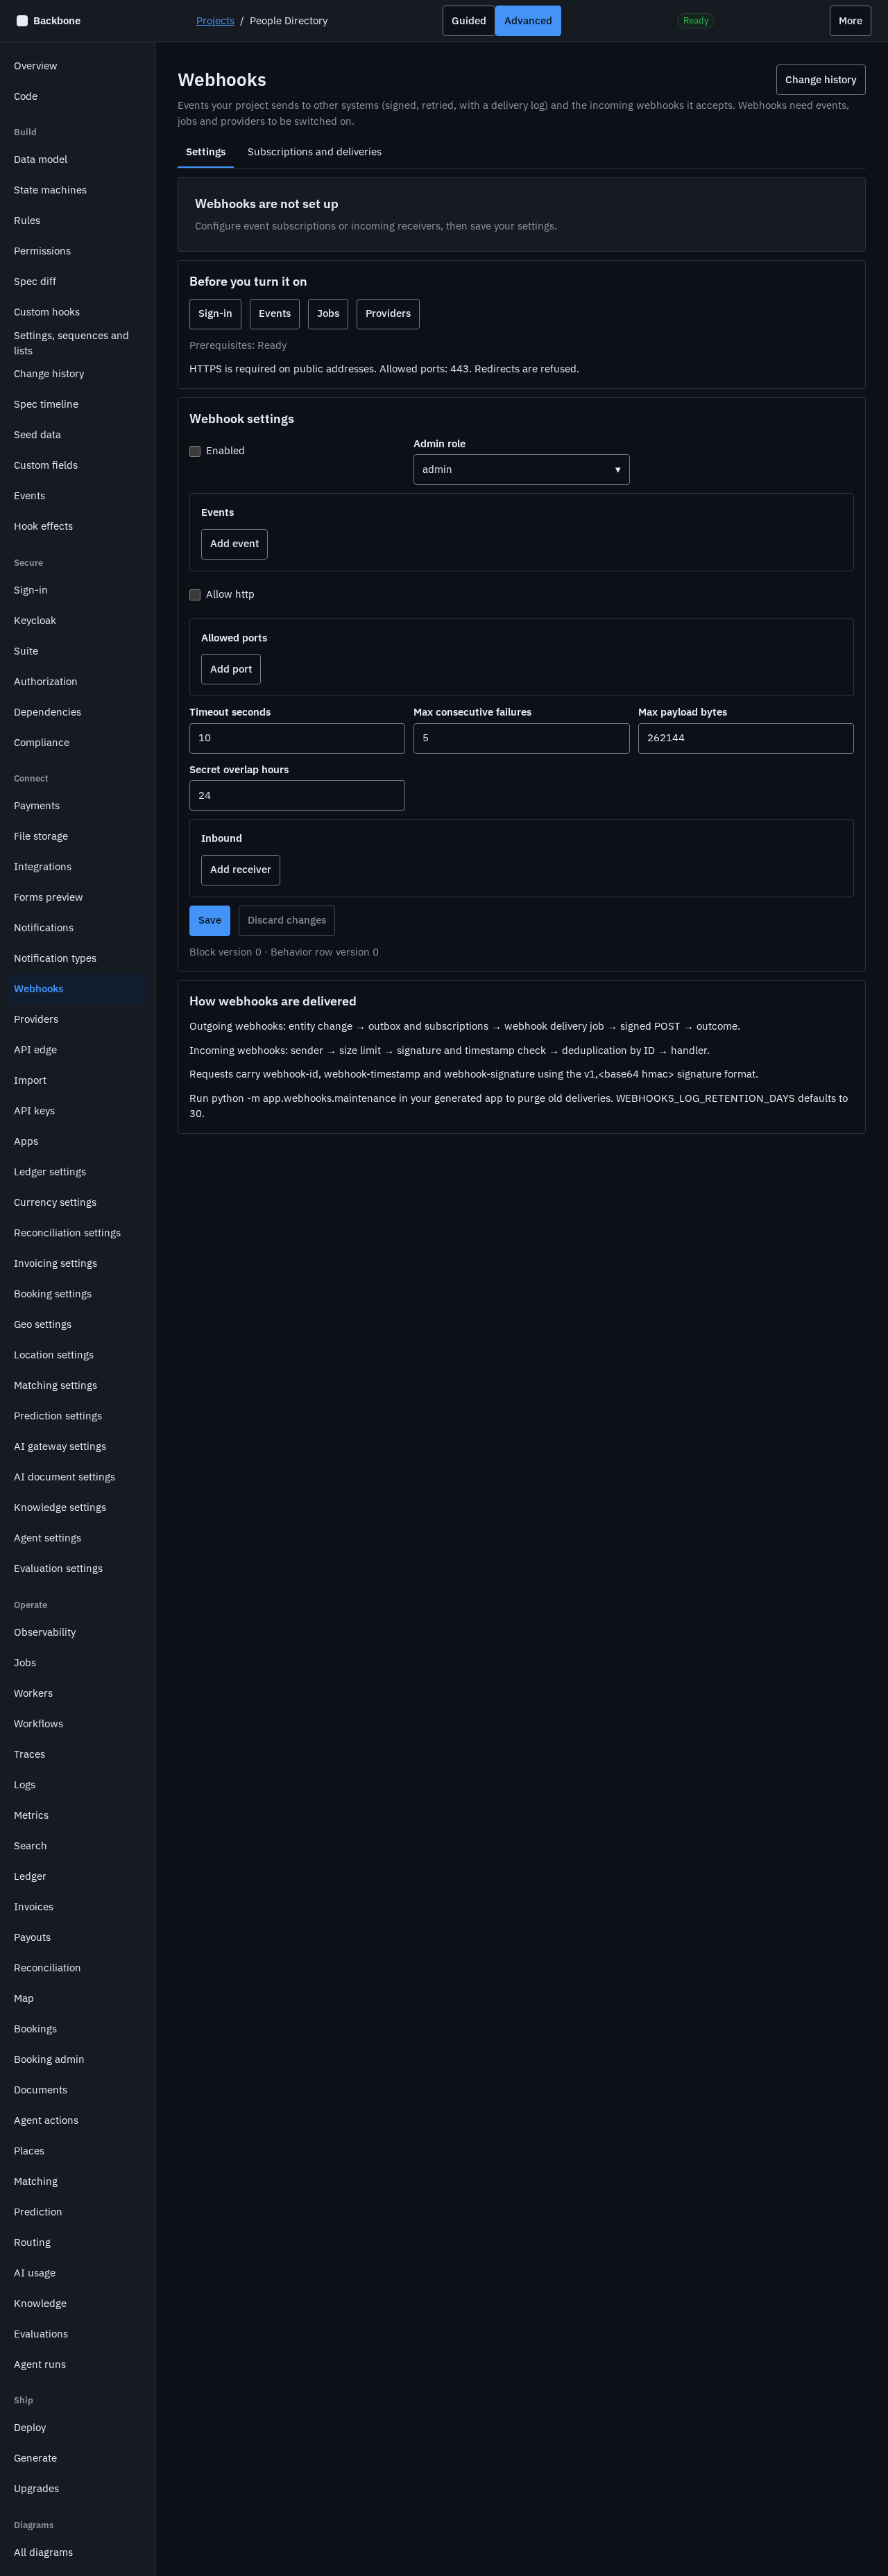 Backbone
Projects / People Directory
Guided
Advanced
Ready
More
Overview
Code
Build
Data model
State machines
Rules
Permissions
Spec diff
Custom hooks
Settings, sequences and
lists
Change history
Spec timeline
Seed data
Custom fields
Events
Hook effects
Secure
Sign-in
Keycloak
Suite
Authorization
Dependencies
Compliance
Connect
Payments
File storage
Integrations
Forms preview
Notifications
Notification types
Webhooks
Providers
API edge
Import
API keys
Apps
Ledger settings
Currency settings
Reconciliation settings
Invoicing settings
Booking settings
Geo settings
Location settings
Matching settings
Prediction settings
AI gateway settings
AI document settings
Knowledge settings
Agent settings
Evaluation settings
Operate
Observability
Jobs
Workers
Workflows
Traces
Logs
Metrics
Search
Ledger
Invoices
Payouts
Reconciliation
Map
Bookings
Booking admin
Documents
Agent actions
Places
Matching
Prediction
Routing
AI usage
Knowledge
Evaluations
Agent runs
Ship
Deploy
Generate
Upgrades
Diagrams
All diagrams
Webhooks
Change history
Events your project sends to other systems (signed, retried, with a delivery log) and the incoming webhooks it accepts. Webhooks need events,
jobs and providers to be switched on.
Settings
Subscriptions and deliveries
Webhooks are not set up
Configure event subscriptions or incoming receivers, then save your settings.
Before you turn it on
Sign-in
Events
Jobs
Providers
Prerequisites: Ready
HTTPS is required on public addresses. Allowed ports: 443. Redirects are refused.
Webhook settings
Enabled
Admin role
admin
Events
Add event
Allow http
Allowed ports
Add port
Timeout seconds
Max consecutive failures
Max payload bytes
10
5
262144
Secret overlap hours
24
Inbound
Add receiver
Save
Discard changes
Block version 0 · Behavior row version 0
How webhooks are delivered
Outgoing webhooks: entity change → outbox and subscriptions → webhook delivery job → signed POST → outcome.
Incoming webhooks: sender → size limit → signature and timestamp check → deduplication by ID → handler.
Requests carry webhook-id, webhook-timestamp and webhook-signature using the v1,<base64 hmac> signature format.
Run python -m app.webhooks.maintenance in your generated app to purge old deliveries. WEBHOOKS_LOG_RETENTION_DAYS defaults to
30.